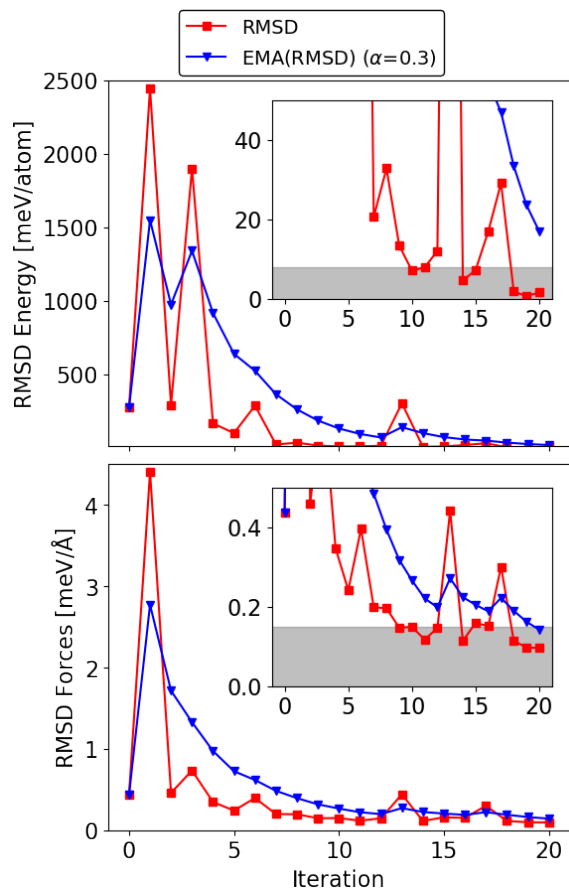 RMSD
EMA(RMSD) (α=0.3)
2500
2000
1500
1000
500
RMSD Energy [meV/atom]
40
20
0
0 5 10 15 20
4
3
2
1
0
RMSD Forces [meV/Å]
0.4
0.2
0.0
0 5 10 15 20
0 5 10 15 20
Iteration